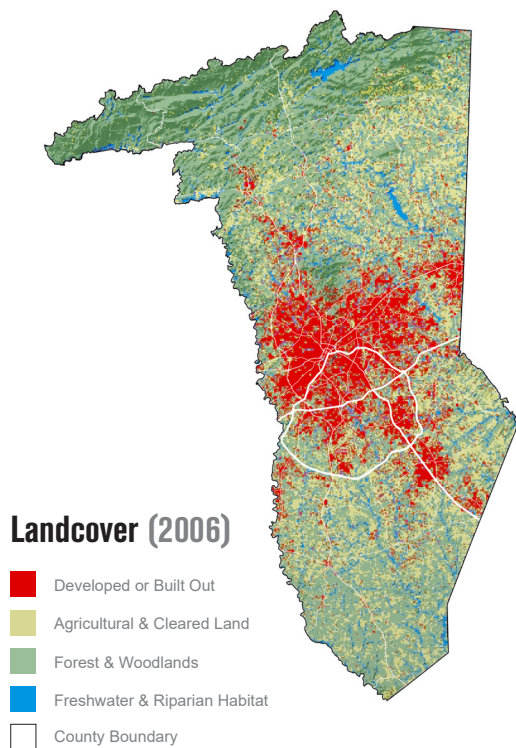 Landcover (2006)
Developed or Built Out
Agricultural & Cleared Land
Forest & Woodlands
Freshwater & Riparian Habitat
County Boundary